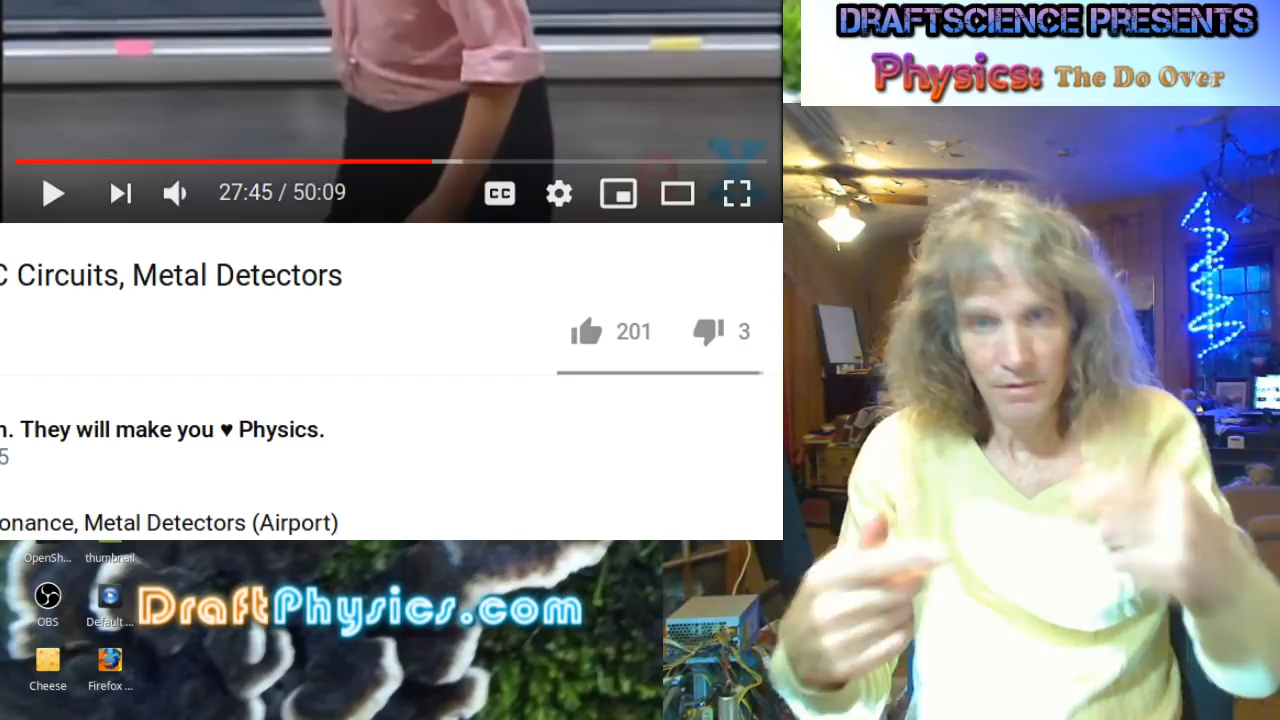 DRAFTSCIENCE PRESENTS
Physics: The Do Over
27:45 / 50:09
CC
C Circuits, Metal Detectors
201
3
n. They will make you ♥ Physics.
5
onance, Metal Detectors (Airport)
OpenSh...
thumbnail
DraftPhysics.com
OBS
Default ...
Cheese
Firefox ...